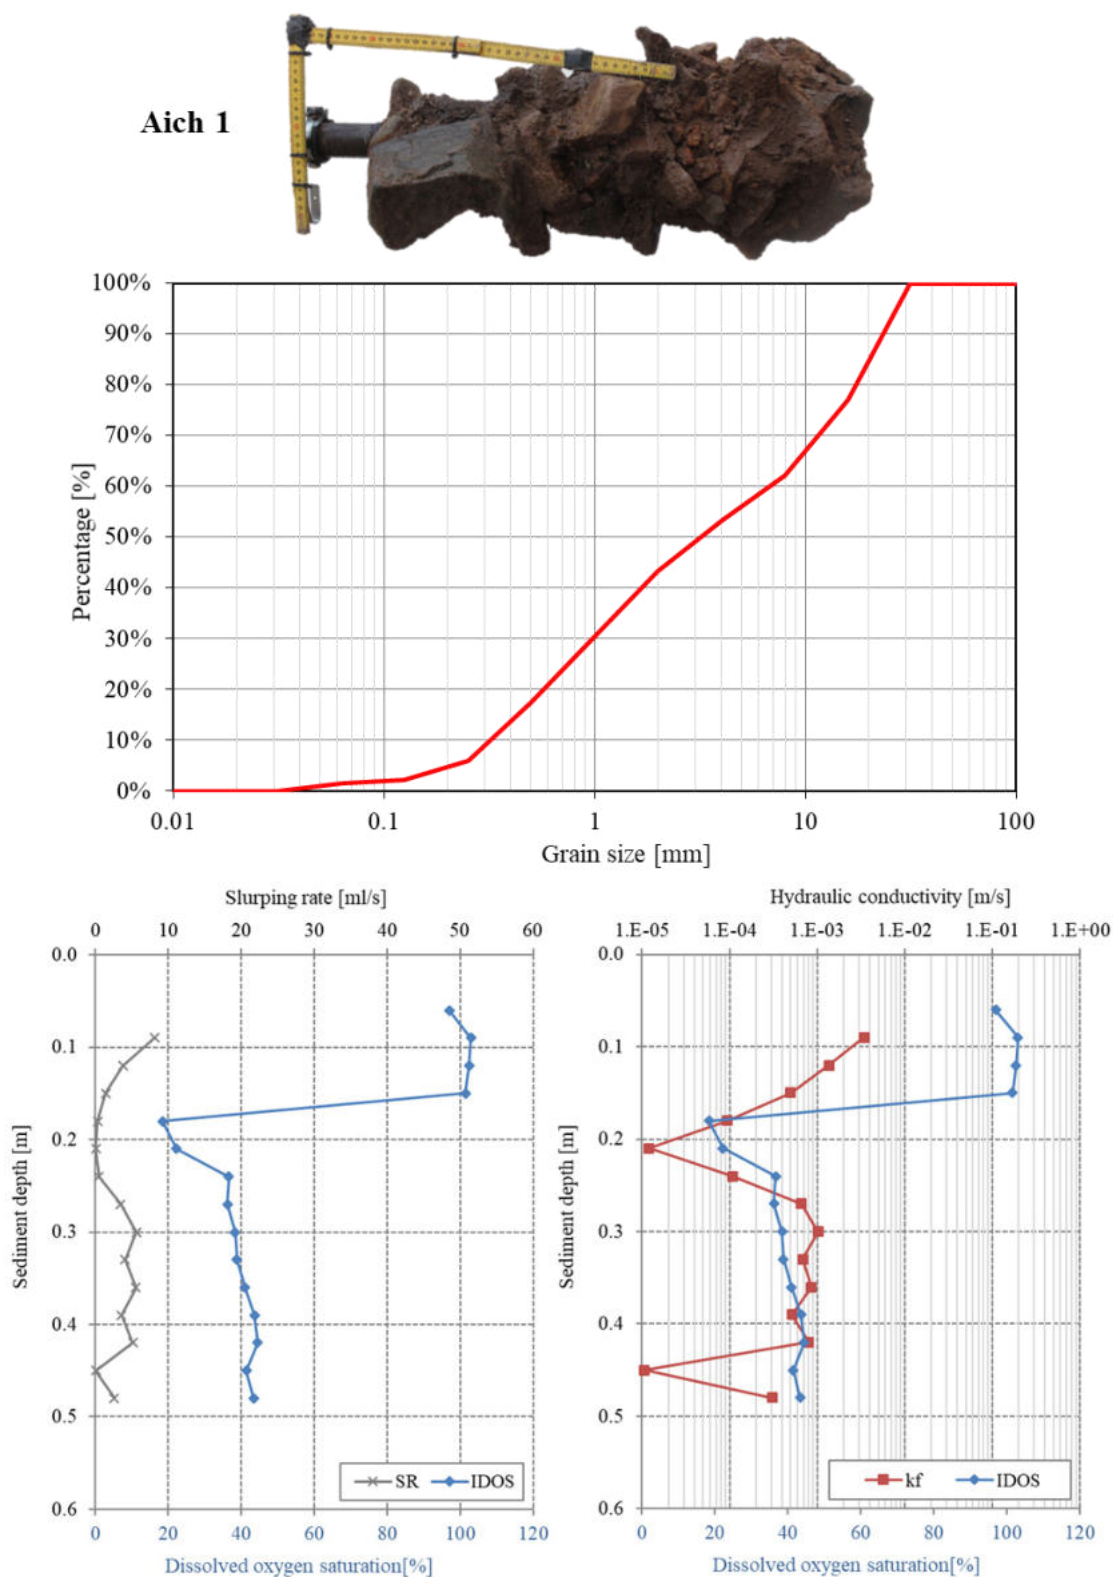 Aich 1
100%
90%
80%
70%
60%
50%
40%
30%
20%
10%
0%
Percentage [%]
0.01 0.1 1 10 100
Grain size [mm]
Slurping rate [ml/s]
0 10 20 30 40 50 60
0.0
0.1
0.2
0.3
0.4
0.5
0.6
Sediment depth [m]
SR IDOS
0 20 40 60 80 100 120
Dissolved oxygen saturation[%]
Hydraulic conductivity [m/s]
1.E-05 1.E-04 1.E-03 1.E-02 1.E-01 1.E+00
0.0
0.1
0.2
0.3
0.4
0.5
0.6
Sediment depth [m]
kf IDOS
0 20 40 60 80 100 120
Dissolved oxygen saturation[%]